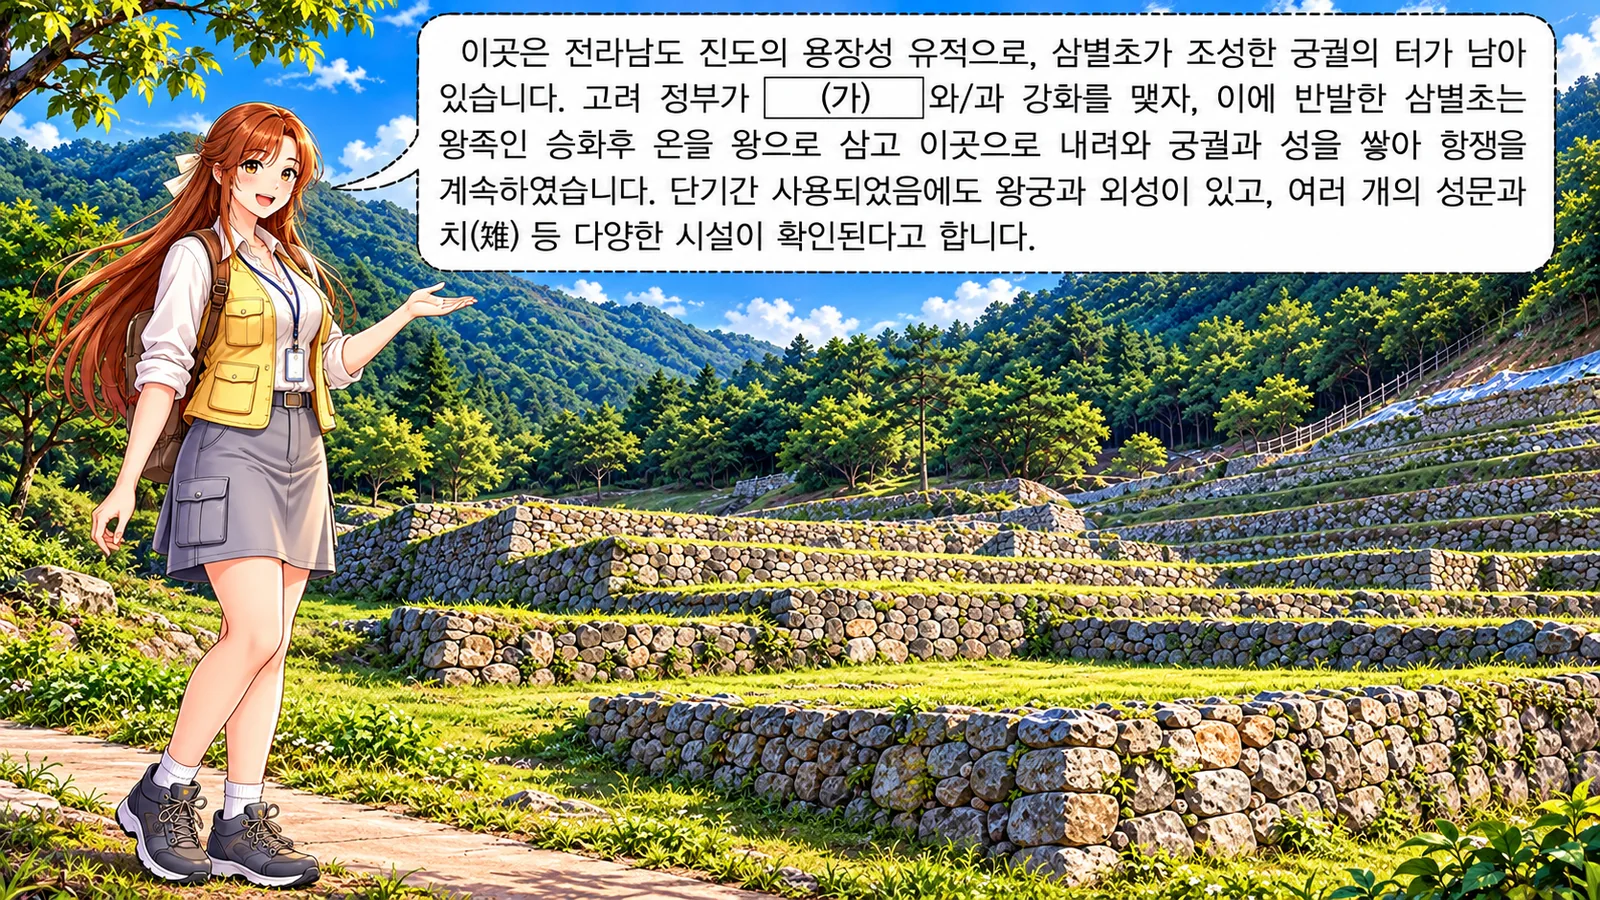 이곳은 전라남도 진도의 용장성 유적으로, 삼별초가 조성한 궁궐의 터가 남아
있습니다. 고려 정부가 (가) 와/과 강화를 맺자, 이에 반발한 삼별초는
왕족인 승화후 온을 왕으로 삼고 이곳으로 내려와 궁궐과 성을 쌓아 항쟁을
계속하였습니다. 단기간 사용되었음에도 왕궁과 외성이 있고, 여러 개의 성문과
치(雉) 등 다양한 시설이 확인된다고 합니다.